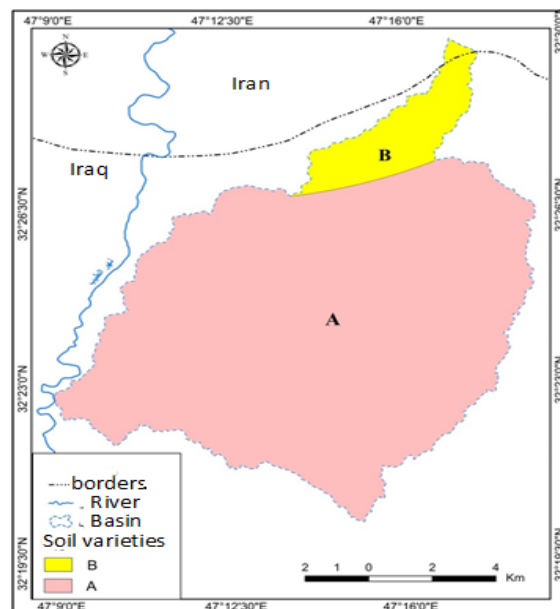 47°9'0"E 47°12'30"E 47°16'0"E
N
W E
S
Iran
B
Iraq
32°26'30"N
A
32°23'0"N
borders
River
Basin
Soil varieties
B
A
2 1 0 2 4
Km
32°19'30"N
47°9'0"E 47°12'30"E 47°16'0"E